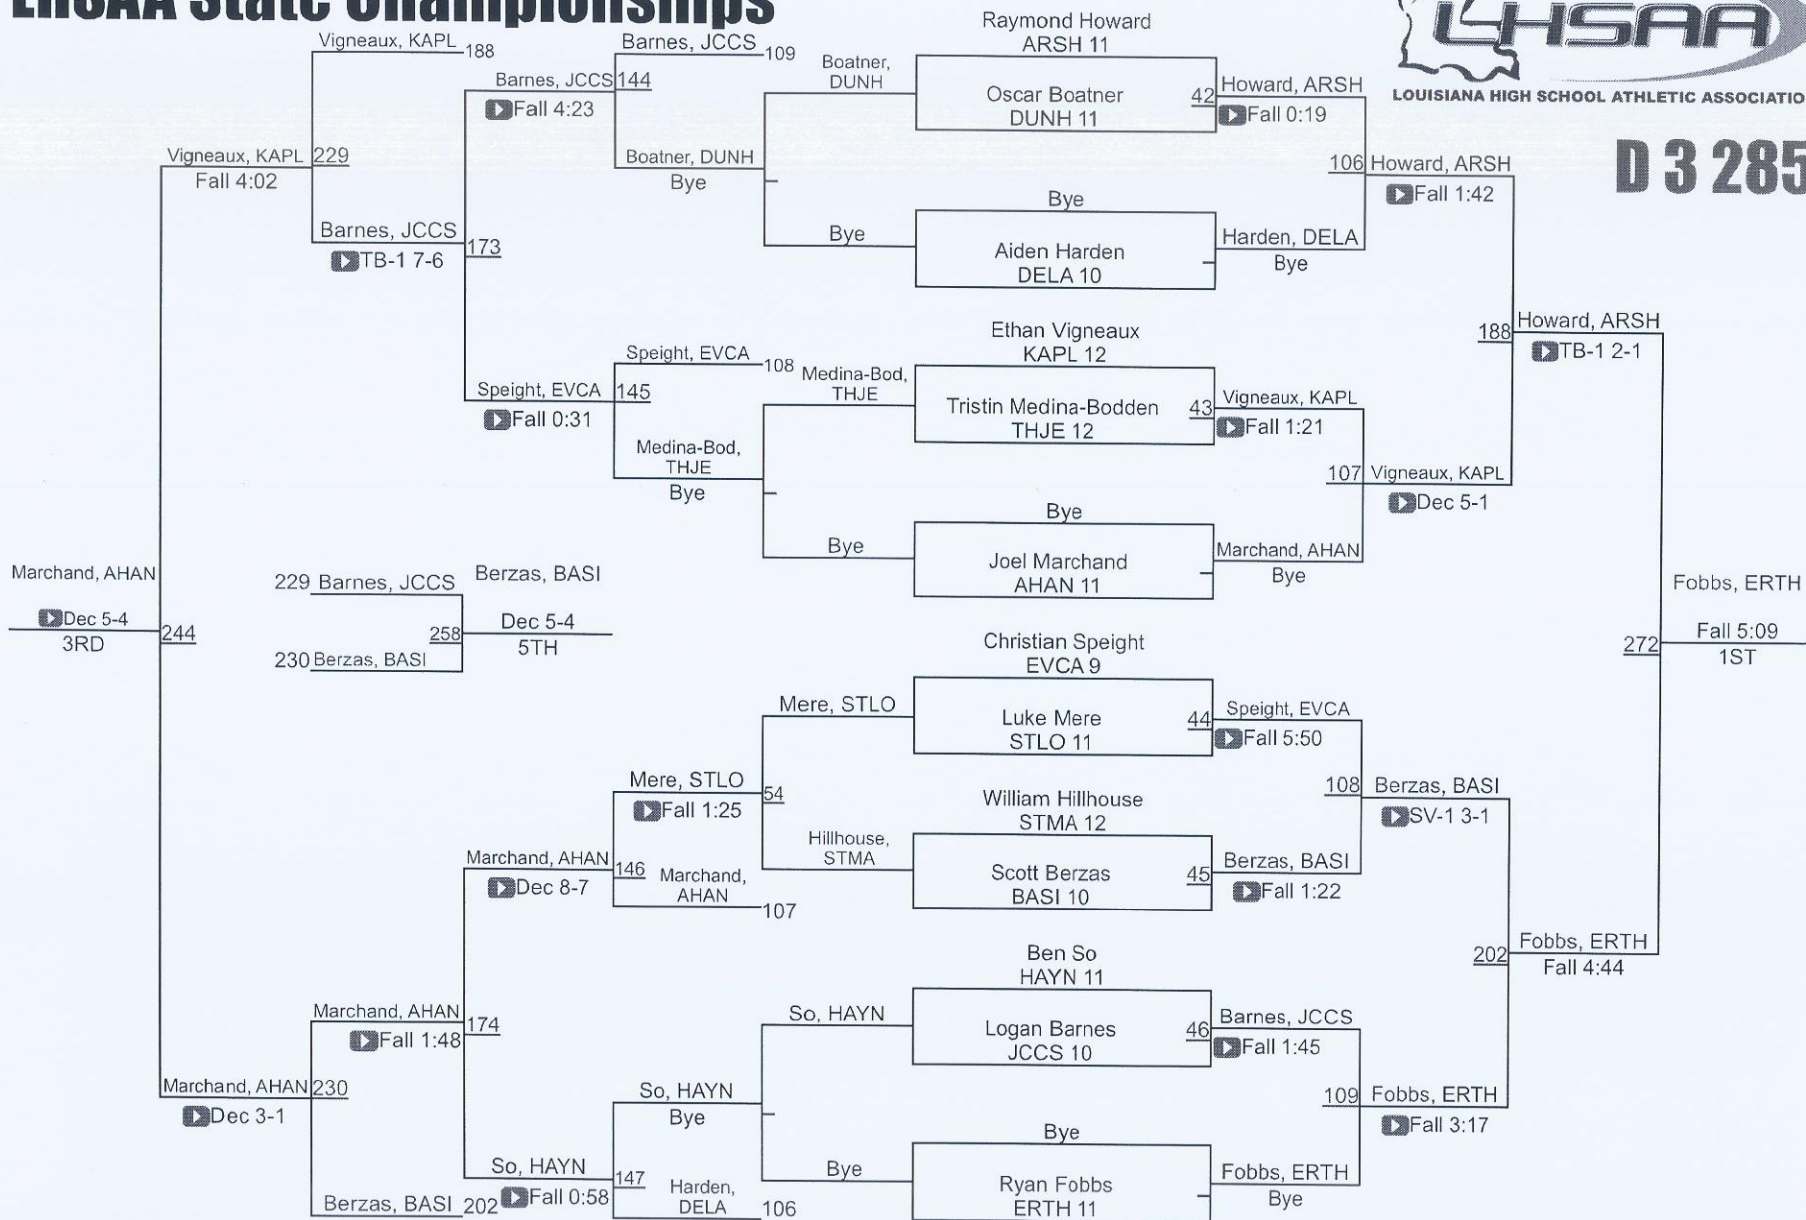 LHSAA State Championships
LHSAA
LOUISIANA HIGH SCHOOL ATHLETIC ASSOCIATIO
D 3 285
Raymond Howard
ARSH 11
Oscar Boatner
DUNH 11
42
Howard, ARSH
Fall 0:19
Bye
Aiden Harden
DELA 10
Harden, DELA
Bye
106
Howard, ARSH
Fall 1:42
Ethan Vigneaux
KAPL 12
Tristin Medina-Bodden
THJE 12
43
Vigneaux, KAPL
Fall 1:21
Bye
Joel Marchand
AHAN 11
Marchand, AHAN
Bye
107
Vigneaux, KAPL
Dec 5-1
188
Howard, ARSH
TB-1 2-1
Christian Speight
EVCA 9
Luke Mere
STLO 11
44
Speight, EVCA
Fall 5:50
William Hillhouse
STMA 12
Scott Berzas
BASI 10
45
Berzas, BASI
Fall 1:22
108
Berzas, BASI
SV-1 3-1
Ben So
HAYN 11
Logan Barnes
JCCS 10
46
Barnes, JCCS
Fall 1:45
Bye
Ryan Fobbs
ERTH 11
Fobbs, ERTH
Bye
109
Fobbs, ERTH
Fall 3:17
202
Fobbs, ERTH
Fall 4:44
272
Fobbs, ERTH
Fall 5:09
1ST
Boatner,
DUNH
Bye
Boatner, DUNH
Bye
Barnes, JCCS
109
Barnes, JCCS
144
Fall 4:23
Medina-Bod,
THJE
Bye
Medina-Bod,
THJE
Bye
Speight, EVCA
108
Speight, EVCA
145
Fall 0:31
Barnes, JCCS
173
TB-1 7-6
Vigneaux, KAPL
188
Vigneaux, KAPL
229
Fall 4:02
Mere, STLO
Hillhouse,
STMA
Mere, STLO
54
Fall 1:25
Marchand,
AHAN
107
Marchand, AHAN
146
Dec 8-7
So, HAYN
Bye
So, HAYN
Bye
Harden,
DELA
106
So, HAYN
147
Fall 0:58
Marchand, AHAN
174
Fall 1:48
Berzas, BASI
202
Marchand, AHAN
230
Dec 3-1
Marchand, AHAN
244
Dec 5-4
3RD
229 Barnes, JCCS
230 Berzas, BASI
258
Berzas, BASI
Dec 5-4
5TH